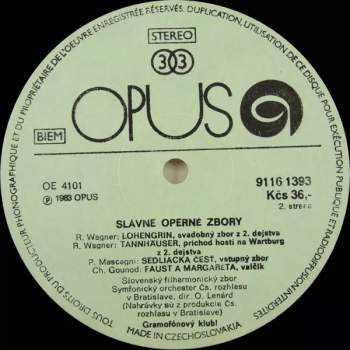 TOUS DROITS DU PRODUCTEUR PHONOGRAPHIQUE ET DU PROPRIÉTAIRE DE L'OEUVRE ENREGISTRÉE RÉSERVÉS. DUPLICATION, UTILISATION DE CE DISQUE POUR EXÉCUTION ET RADIODIFFUSION INTERDITES
STEREO
33
OPUS
BIEM
OE 4101
℗ 1983 OPUS
9116 1393
Kčs 36,-
2. strana
SLÁVNE OPERNÉ ZBORY
R. Wagner: LOHENGRIN, svadobný zbor z 2. dejstva
R. Wagner: TANNHÄUSER, príchod hostí na Wartburg
z 2. dejstva
P. Mascagni: SEDLIACKA ČESŤ, vstupný zbor
Ch. Gounod: FAUST A MARGARÉTA, valčík
Slovenský filharmonický zbor
Symfonický orchester Čs. rozhlasu
v Bratislave, dir. O. Lenárd
(Nahrávky sú z produkcie Čs.
rozhlasu v Bratislave)
Gramofónový klub!
MADE IN CZECHOSLOVAKIA